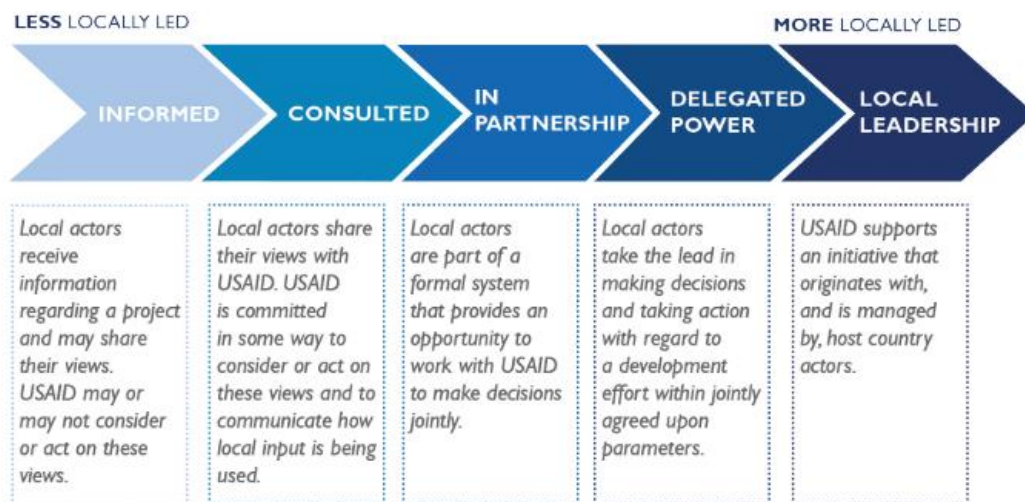 LESS LOCALLY LED
MORE LOCALLY LED
INFORMED
CONSULTED
IN
PARTNERSHIP
DELEGATED
POWER
LOCAL
LEADERSHIP
Local actors
receive
information
regarding a project
and may share
their views.
USAID may or
may not consider
or act on these
views.
Local actors share
their views with
USAID. USAID
is committed
in some way to
consider or act on
these views and to
communicate how
local input is being
used.
Local actors
are part of a
formal system
that provides an
opportunity to
work with USAID
to make decisions
jointly.
Local actors
take the lead in
making decisions
and taking action
with regard to
a development
effort within jointly
agreed upon
parameters.
USAID supports
an initiative that
originates with,
and is managed
by, host country
actors.